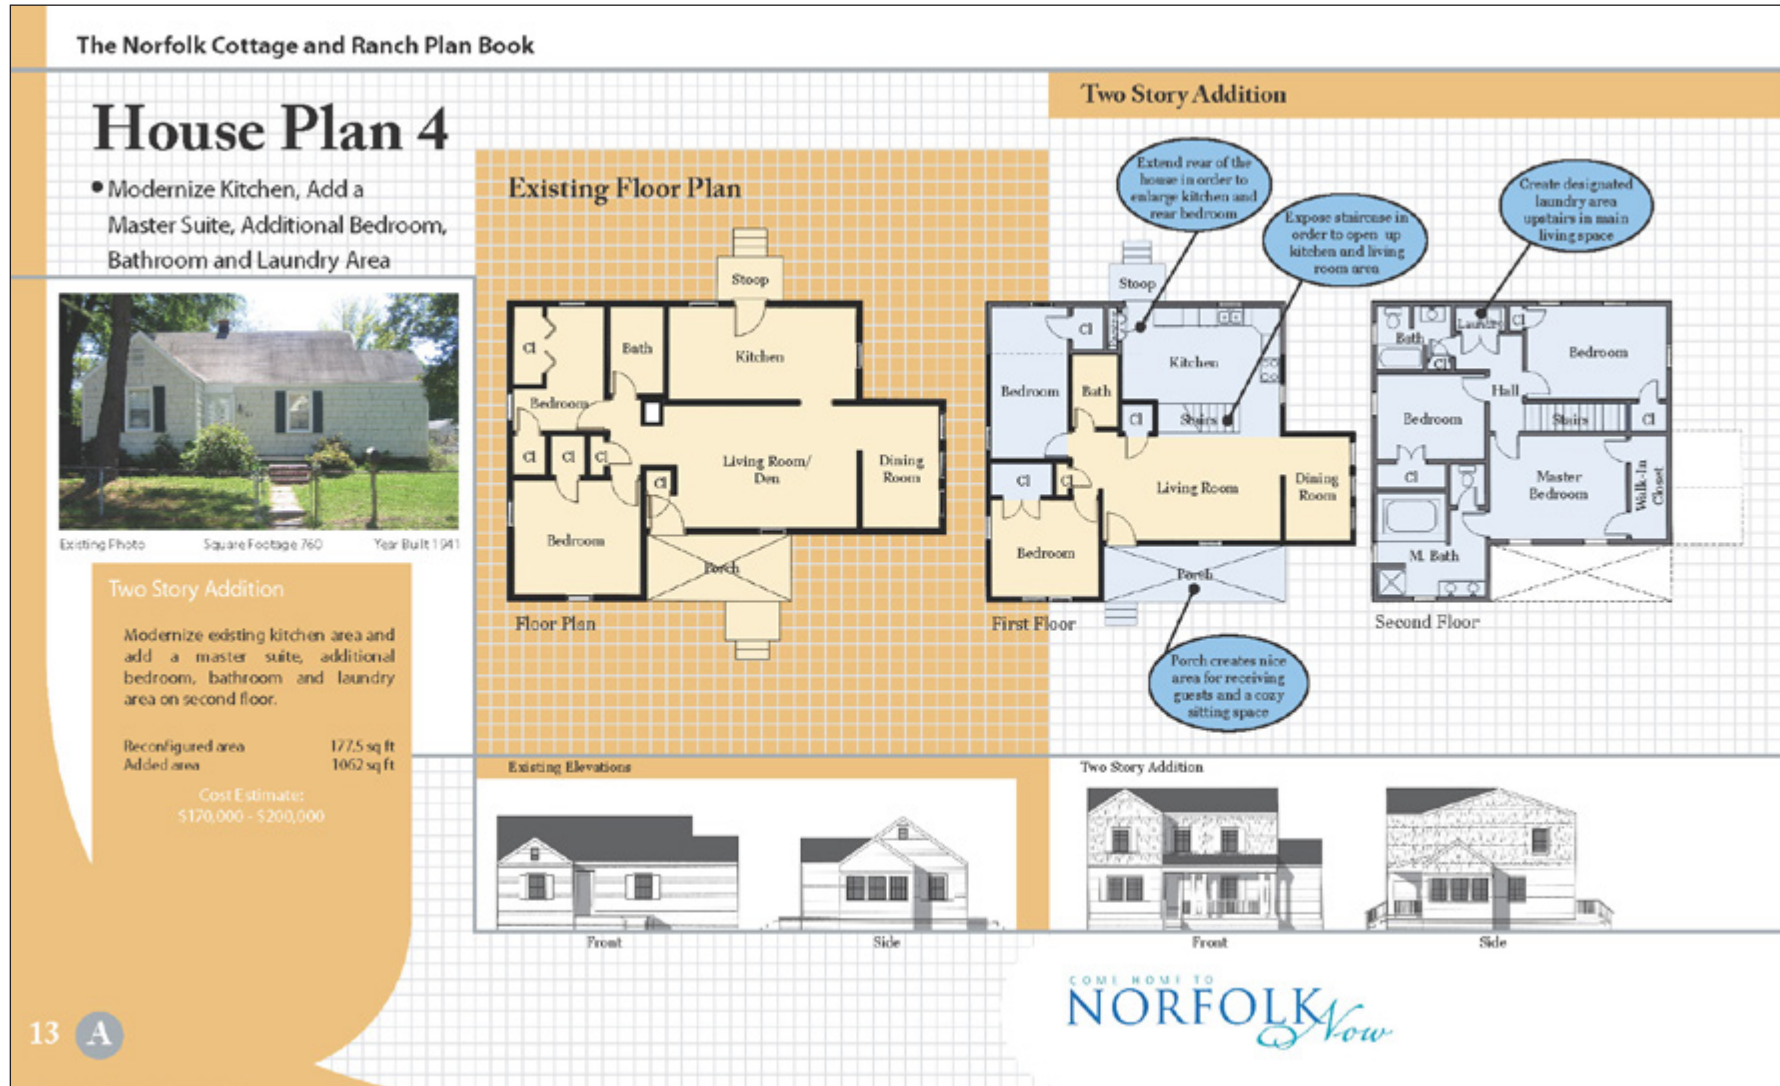 The Norfolk Cottage and Ranch Plan Book
House Plan 4
• Modernize Kitchen, Add a
Master Suite, Additional Bedroom,
Bathroom and Laundry Area
Existing Photo Square Footage 760 Year Built 1941
Two Story Addition
Modernize existing kitchen area and
add a master suite, additional
bedroom, bathroom and laundry
area on second floor.
Reconfigured area 177.5 sq ft
Added area 1062 sq ft
Cost Estimate:
$170,000 - $200,000
Existing Floor Plan
Stoop
Cl
Bath
Kitchen
Bedroom
Cl
Cl
Cl
Cl
Living Room/
Den
Dining
Room
Bedroom
Porch
Floor Plan
Two Story Addition
Extend rear of the
house in order to
enlarge kitchen and
rear bedroom
Expose staircase in
order to open up
kitchen and living
room area
Create designated
laundry area
upstairs in main
living space
Stoop
Cl
Kitchen
Bedroom
Bath
Cl
Stairs
Cl
Cl
Living Room
Dining
Room
Bedroom
Porch
First Floor
Porch creates nice
area for receiving
guests and a cozy
sitting space
Bath
Laundry
Cl
Cl
Bedroom
Hall
Bedroom
Stairs
Cl
Cl
Master
Bedroom
Walk-In
Closet
M. Bath
Second Floor
Existing Elevations
Front
Side
Two Story Addition
Front
Side
COME HOME TO
NORFOLK
Now
13 A